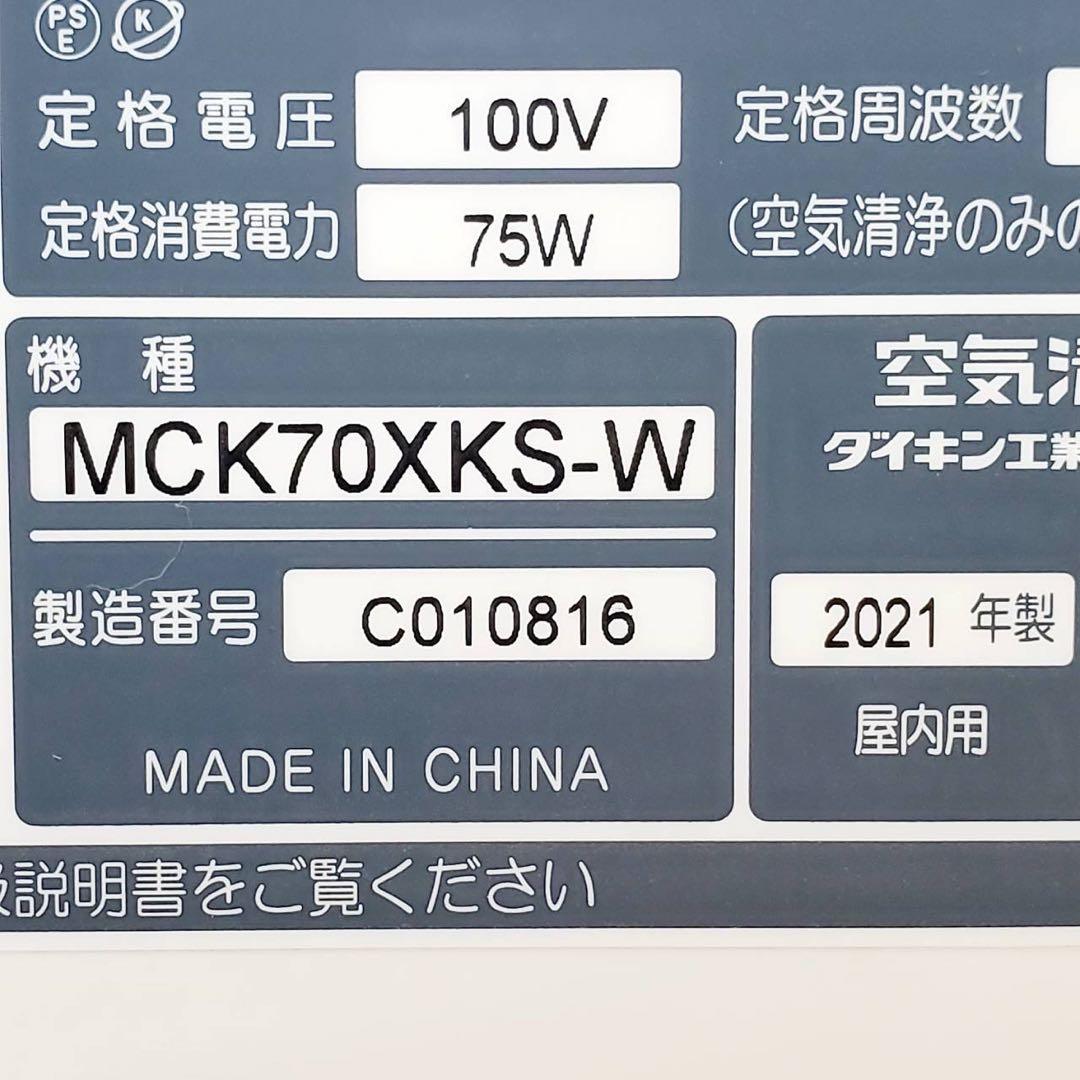 PS
E
K
定格電圧 100V 定格周波数
定格消費電力 75W (空気清浄のみの
機種
MCK70XKS-W
製造番号 C010816
MADE IN CHINA
空気清
ダイキン工業
2021 年製
屋内用
扱説明書をご覧ください